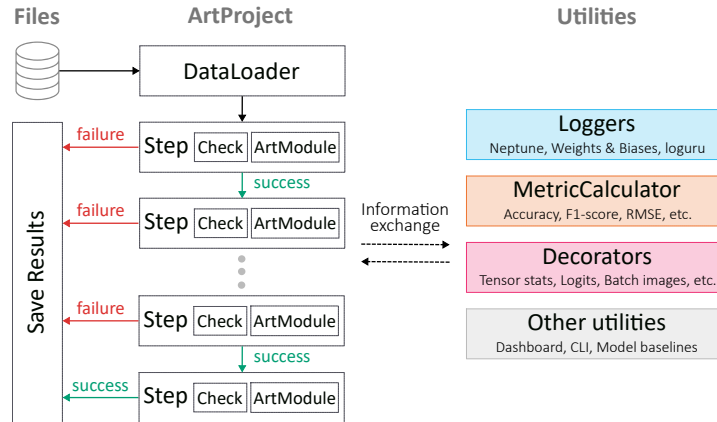 Files
ArtProject
Utilities
DataLoader
failure
Step Check ArtModule
success
failure
Step Check ArtModule
failure
Step Check ArtModule
success
success
Step Check ArtModule
Save Results
Information
exchange
Loggers
Neptune, Weights & Biases, loguru
MetricCalculator
Accuracy, F1-score, RMSE, etc.
Decorators
Tensor stats, Logits, Batch images, etc.
Other utilities
Dashboard, CLI, Model baselines